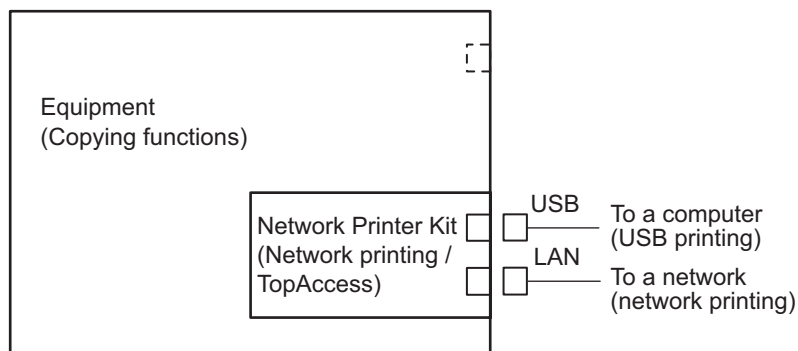 Equipment
(Copying functions)
Network Printer Kit
(Network printing /
TopAccess)
USB
To a computer
(USB printing)
LAN
To a network
(network printing)